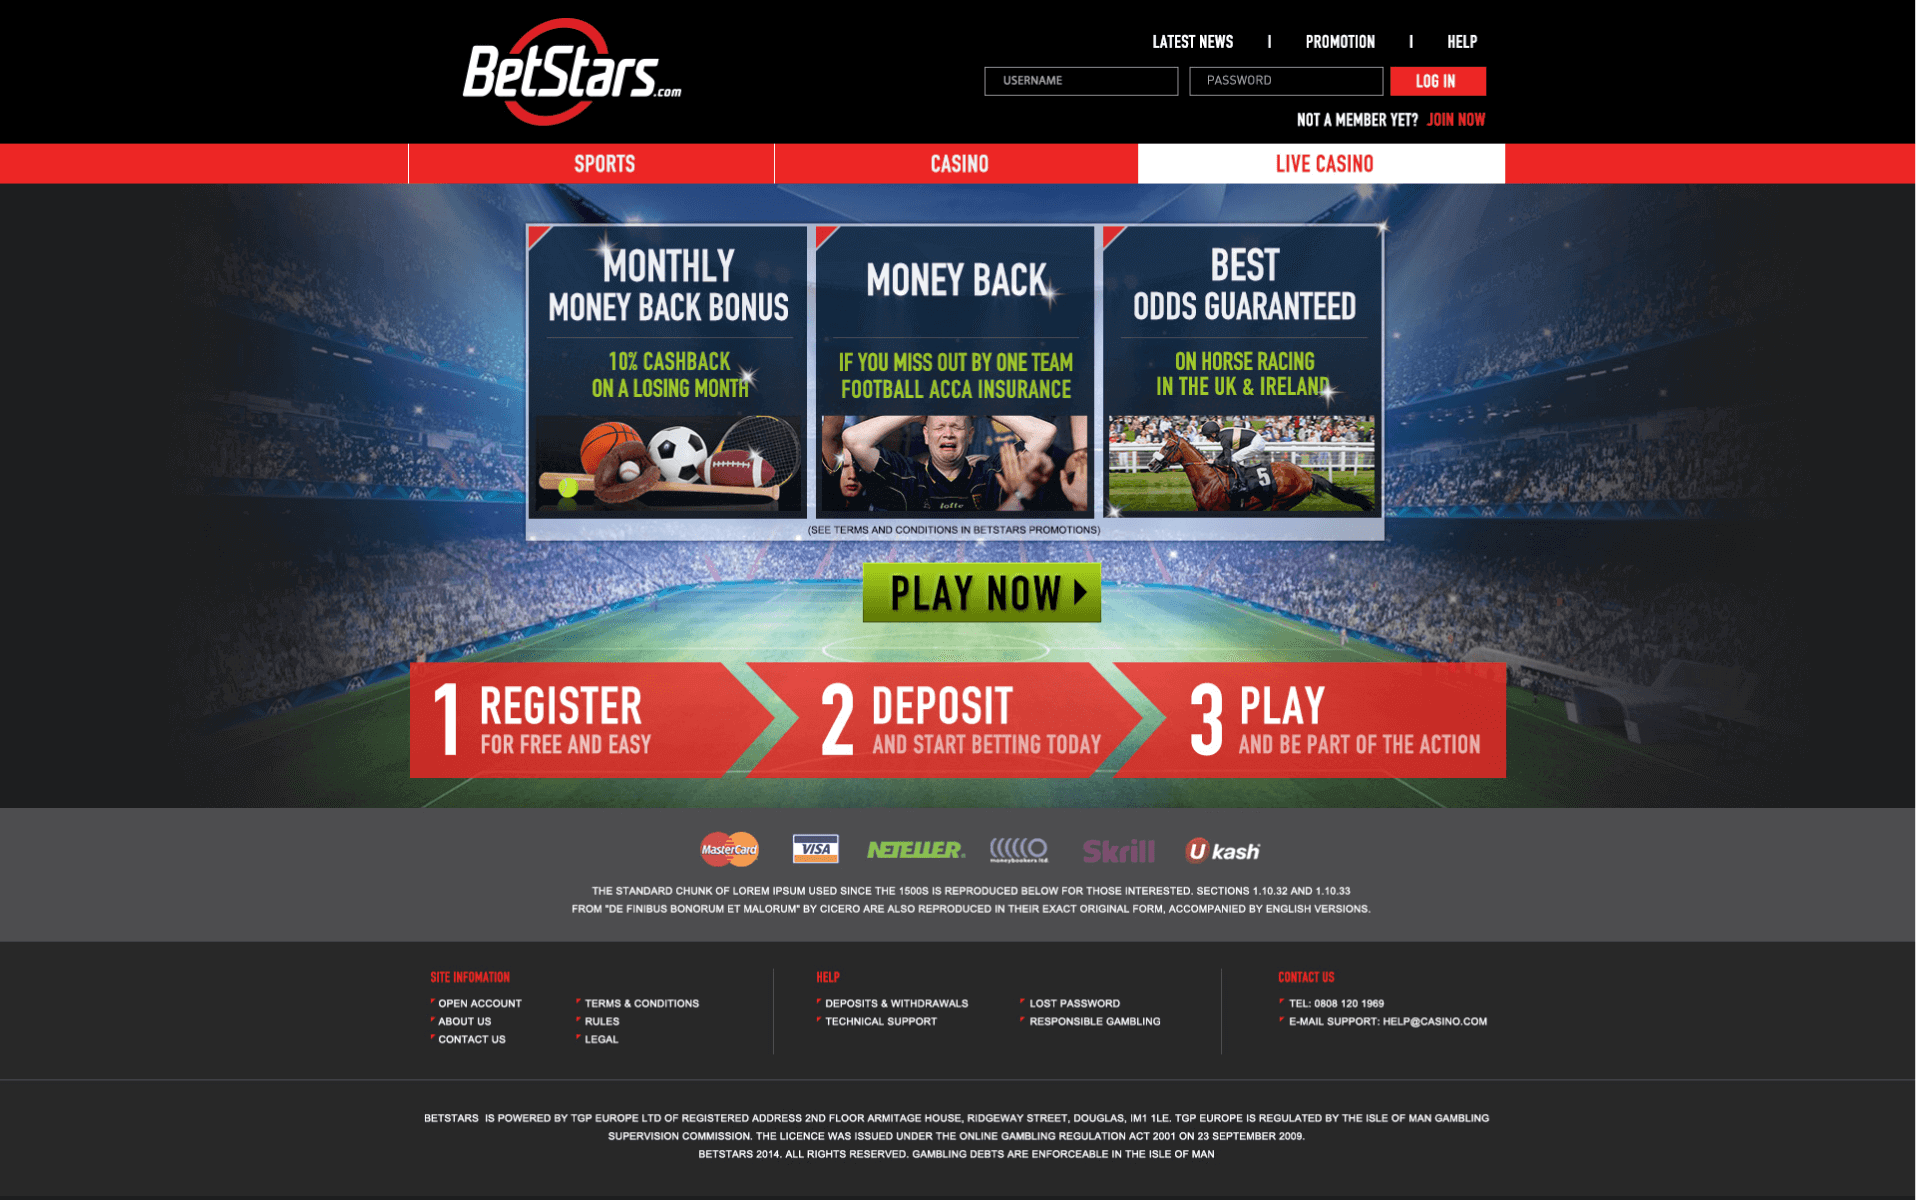 BetStars.com
LATEST NEWS I PROMOTION I HELP
USERNAME PASSWORD LOG IN
NOT A MEMBER YET? JOIN NOW
SPORTS CASINO LIVE CASINO
MONTHLY
MONEY BACK BONUS
10% CASHBACK
ON A LOSING MONTH
MONEY BACK
IF YOU MISS OUT BY ONE TEAM
FOOTBALL ACCA INSURANCE
lotto
BEST
ODDS GUARANTEED
ON HORSE RACING
IN THE UK & IRELAND
5
(SEE TERMS AND CONDITIONS IN BETSTARS PROMOTIONS)
PLAY NOW
1 REGISTER
FOR FREE AND EASY
2 DEPOSIT
AND START BETTING TODAY
3 PLAY
AND BE PART OF THE ACTION
MasterCard VISA NETELLER moneybookers ltd. Skrill Ukash
THE STANDARD CHUNK OF LOREM IPSUM USED SINCE THE 1500S IS REPRODUCED BELOW FOR THOSE INTERESTED. SECTIONS 1.10.32 AND 1.10.33
FROM "DE FINIBUS BONORUM ET MALORUM" BY CICERO ARE ALSO REPRODUCED IN THEIR EXACT ORIGINAL FORM, ACCOMPANIED BY ENGLISH VERSIONS.
SITE INFOMATION
OPEN ACCOUNT
ABOUT US
CONTACT US
TERMS & CONDITIONS
RULES
LEGAL
HELP
DEPOSITS & WITHDRAWALS
TECHNICAL SUPPORT
LOST PASSWORD
RESPONSIBLE GAMBLING
CONTACT US
TEL: 0808 120 1969
E-MAIL SUPPORT: HELP@CASINO.COM
BETSTARS IS POWERED BY TGP EUROPE LTD OF REGISTERED ADDRESS 2ND FLOOR ARMITAGE HOUSE, RIDGEWAY STREET, DOUGLAS, IM1 1LE. TGP EUROPE IS REGULATED BY THE ISLE OF MAN GAMBLING
SUPERVISION COMMISSION. THE LICENCE WAS ISSUED UNDER THE ONLINE GAMBLING REGULATION ACT 2001 ON 23 SEPTEMBER 2009.
BETSTARS 2014. ALL RIGHTS RESERVED. GAMBLING DEBTS ARE ENFORCEABLE IN THE ISLE OF MAN